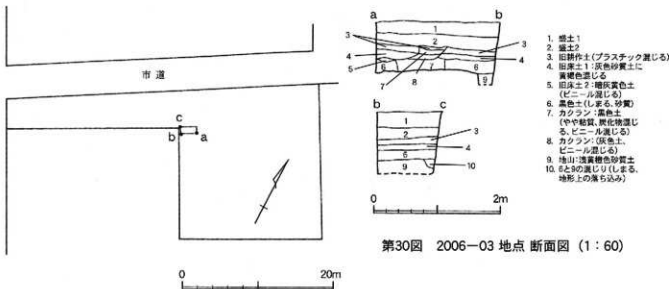 市道
c
b
a
0
20m
a
b
1
2
3
3
4
4
5
6
6
7
7
8
9
b
c
1
2
3
4
6
9
10
0
2m
1. 盛土1
2. 盛土2
3. 旧耕作土(プラスチック混じる)
4. 旧床土1:灰色砂質土に
黄褐色混じる
5. 旧床土2:暗灰黄色土
(ビニール混じる)
6. 黒色土(しまる、砂質)
7. カクラン:黒色土
(やや粘質、炭化物混じ
る、ビニール混じる)
8. カクラン:(灰色土、
ビニール混じる)
9. 地山:浅黄橙色砂質土
10. 6と9の混じり(しまる、
地形上の落ち込み)
第30図 2006-03 地点 断面図 (1:60)